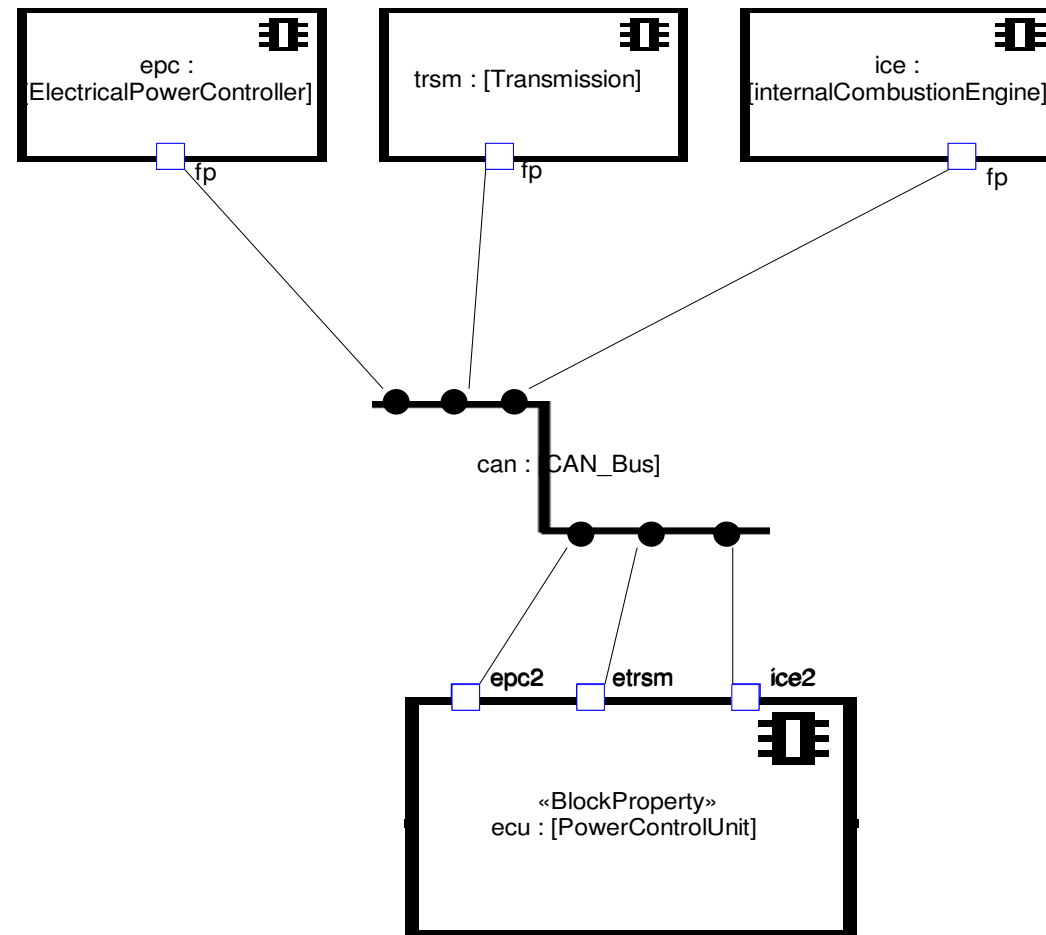 epc :
[ElectricalPowerController]
trsm : [Transmission]
ice :
[internalCombustionEngine]
fp
fp
fp
can : [CAN_Bus]
epc2
etrsm
ice2
«BlockProperty»
ecu : [PowerControlUnit]